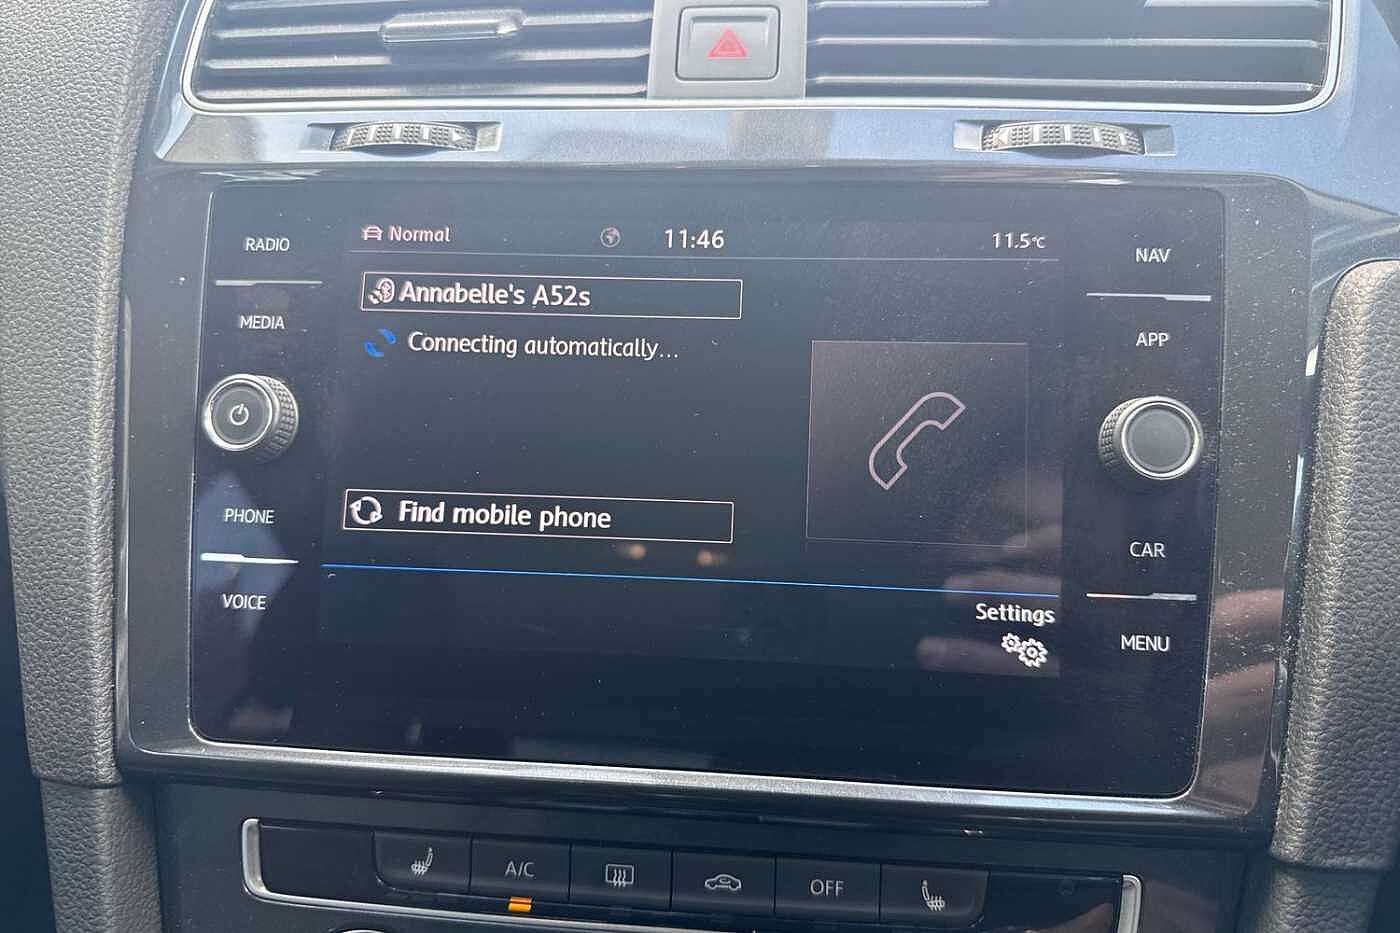 RADIO
MEDIA
PHONE
VOICE
Normal
11:46
11.5°C
Annabelle's A52s
Connecting automatically...
Find mobile phone
Settings
NAV
APP
CAR
MENU
A/C
OFF